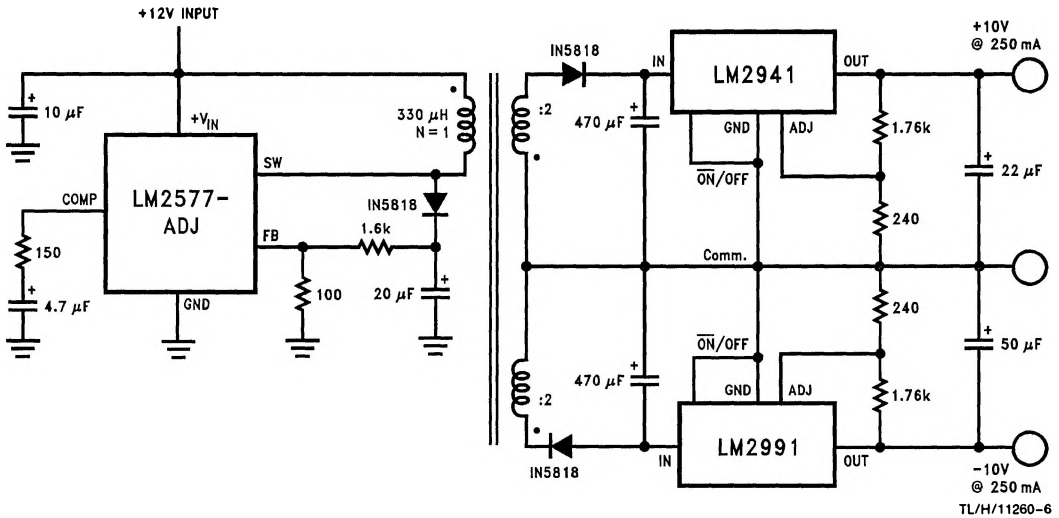 +12V INPUT
10 μF
+
+VIN
LM2577-
ADJ
SW
FB
COMP
GND
150
4.7 μF
+
330 μH
N = 1
IN5818
1.6k
100
20 μF
+
:2
:2
IN5818
IN5818
470 μF
+
470 μF
+
IN
LM2941
OUT
GND
ADJ
ON/OFF
1.76k
240
Comm.
22 μF
+
+10V
@ 250 mA
240
1.76k
50 μF
+
ON/OFF
GND
ADJ
IN
LM2991
OUT
-10V
@ 250 mA
TL/H/11260-6